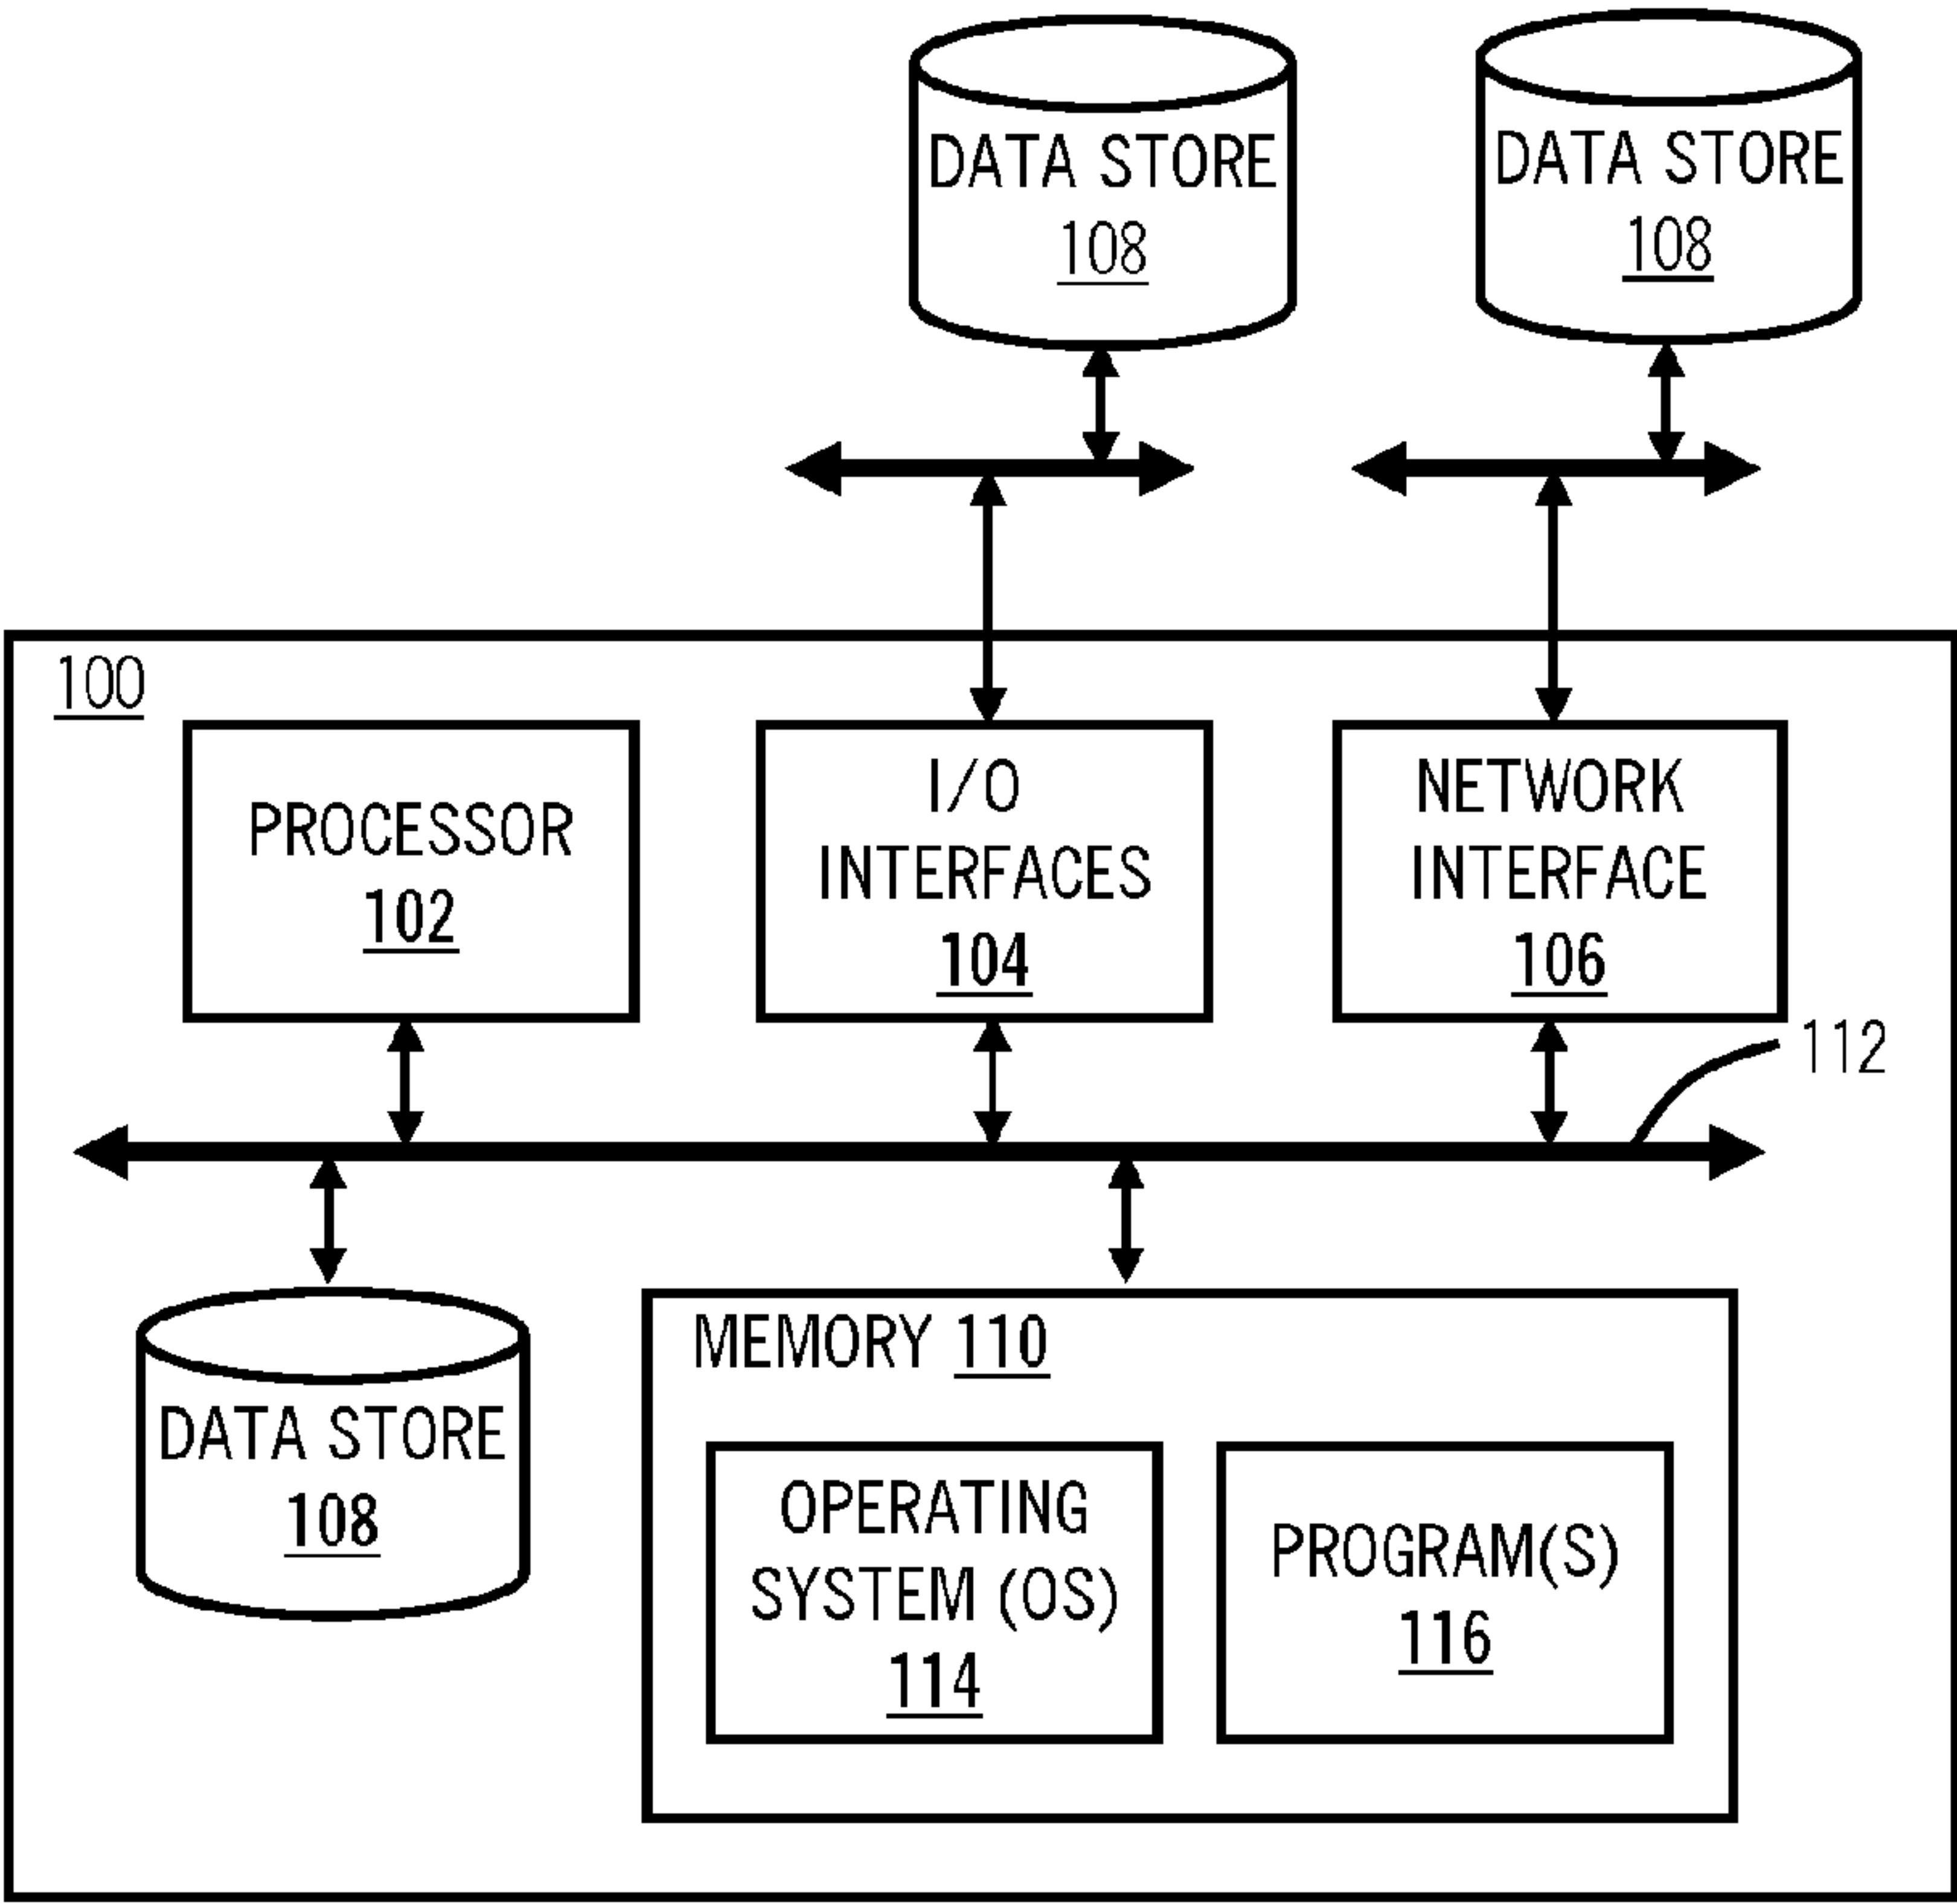 DATA STORE
108
DATA STORE
108
100
PROCESSOR
102
I/O
INTERFACES
104
NETWORK
INTERFACE
106
112
DATA STORE
108
MEMORY 110
OPERATING
SYSTEM (OS)
114
PROGRAM(S)
116